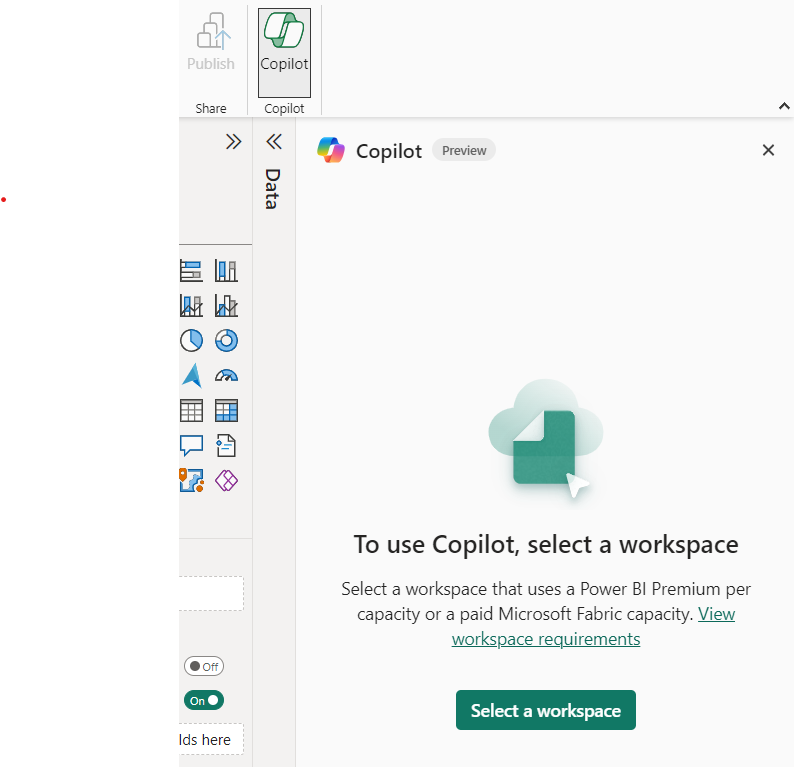 Publish
Copilot
Share
Copilot
Data
Copilot
Preview
To use Copilot, select a workspace
Select a workspace that uses a Power BI Premium per
capacity or a paid Microsoft Fabric capacity. View
workspace requirements
Select a workspace
Off
On
lds here